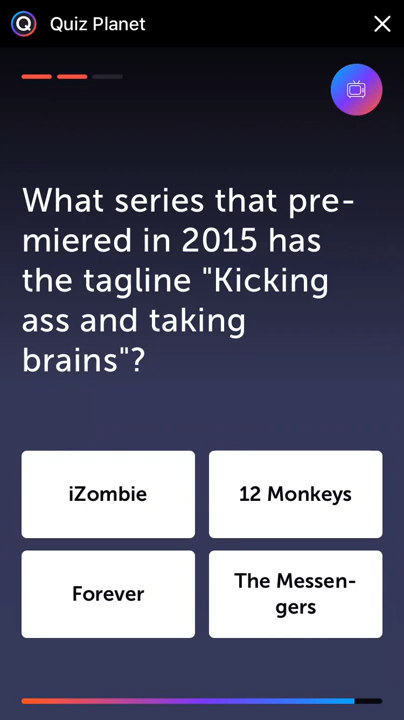 Quiz Planet
What series that pre-
miered in 2015 has
the tagline "Kicking
ass and taking
brains"?
iZombie
12 Monkeys
Forever
The Messen-
gers